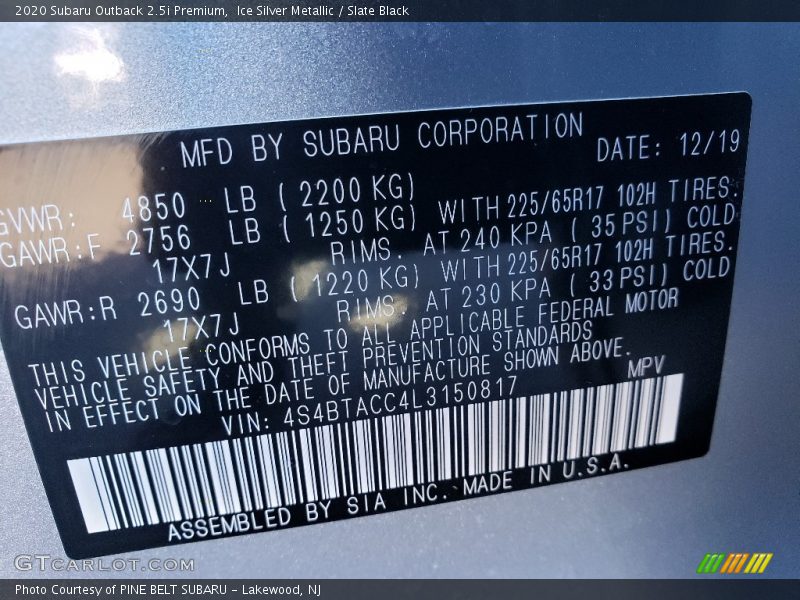 2020 Subaru Outback 2.5i Premium,  Ice Silver Metallic / Slate Black
MFD BY SUBARU CORPORATION DATE: 12/19
GVWR: 4850 LB (2200 KG)
GAWR:F 2756 LB (1250 KG) WITH 225/65R17 102H TIRES.
17X7J RIMS. AT 240 KPA (35 PSI) COLD
GAWR:R 2690 LB (1220 KG) WITH 225/65R17 102H TIRES.
17X7J RIMS. AT 230 KPA (33 PSI) COLD
THIS VEHICLE CONFORMS TO ALL APPLICABLE FEDERAL MOTOR
VEHICLE SAFETY AND THEFT PREVENTION STANDARDS
IN EFFECT ON THE DATE OF MANUFACTURE SHOWN ABOVE.
VIN: 4S4BTACC4L3150817 MPV
ASSEMBLED BY SIA INC. MADE IN U.S.A.
GTcarlot.com
Photo Courtesy of PINE BELT SUBARU - Lakewood, NJ